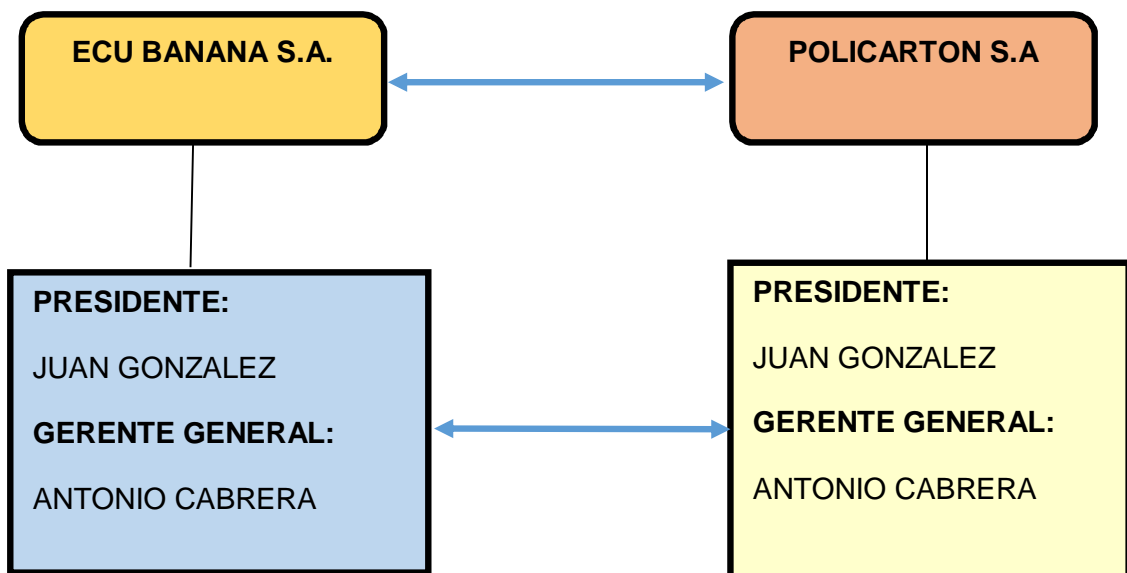 ECU BANANA S.A.
POLICARTON S.A
PRESIDENTE:
JUAN GONZALEZ
GERENTE GENERAL:
ANTONIO CABRERA
PRESIDENTE:
JUAN GONZALEZ
GERENTE GENERAL:
ANTONIO CABRERA